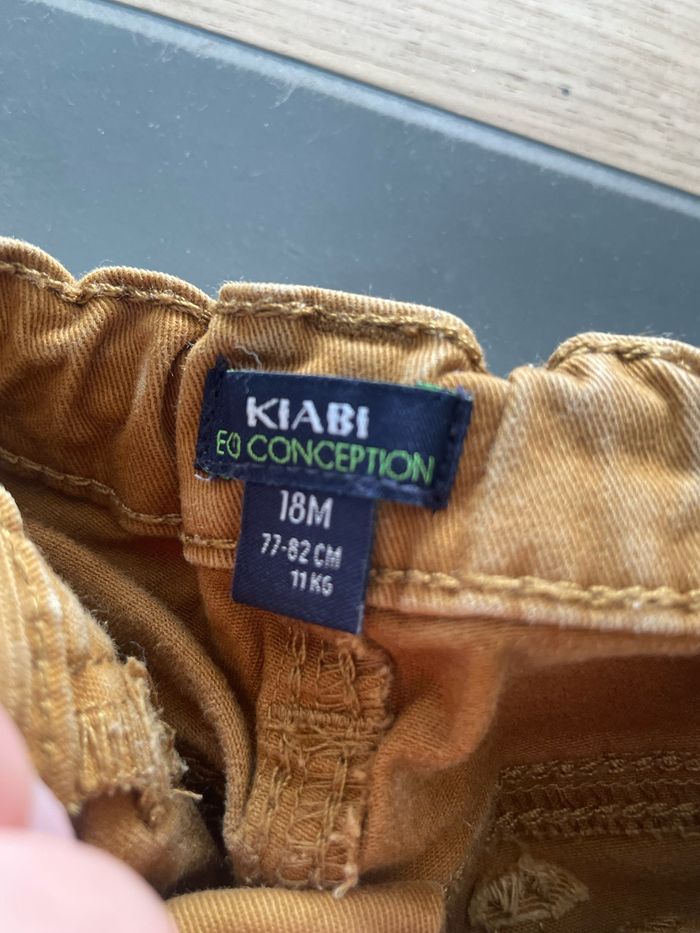 KIABI
ECO CONCEPTION
18M
77-82 CM
11 KG